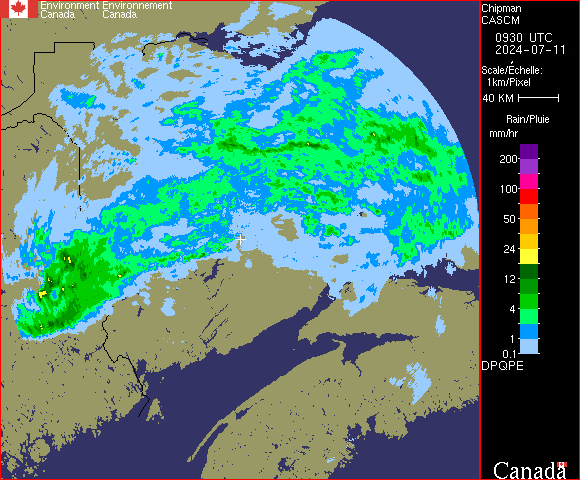 Environment Environnement
Canada Canada
Chipman
CASCM
0930 UTC
2024-07-11
Scale/Échelle:
1km/Pixel
40 KM
Rain/Pluie
mm/hr
200
100
50
24
12
4
1
0.1
DPQPE
Canada